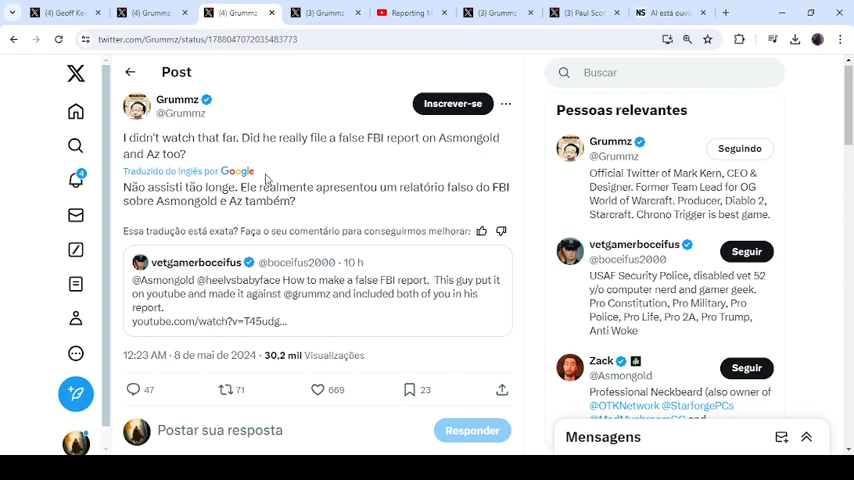 (4) Geoff Ke
(4) Grummz
(4) Grummz
(3) Grummz
Reporting M
(3) Grummz
(3) Paul Scot
AI está ouvi
twitter.com/Grummz/status/1788047072035483773
Post
Buscar
Grummz
@Grummz
Inscrever-se
I didn't watch that far. Did he really file a false FBI report on Asmongold
and Az too?
Traduzido do inglês por Google
Não assisti tão longe. Ele realmente apresentou um relatório falso do FBI
sobre Asmongold e Az também?
Essa tradução está exata? Faça o seu comentário para conseguirmos melhorar:
vetgamerboceifus @boceifus2000 · 10 h
@Asmongold @heelvsbabyface How to make a false FBI report. This guy put it
on youtube and made it against @grummz and included both of you in his
report.
youtube.com/watch?v=T45udg...
12:23 AM · 8 de mai de 2024 · 30,2 mil Visualizações
47
71
669
23
Postar sua resposta
Responder
4
Pessoas relevantes
Grummz
@Grummz
Seguindo
Official Twitter of Mark Kern, CEO &
Designer. Former Team Lead for OG
World of Warcraft. Producer, Diablo 2,
Starcraft. Chrono Trigger is best game.
vetgamerboceifus
@boceifus2000
Seguir
USAF Security Police, disabled vet 52
y/o computer nerd and gamer geek.
Pro Constitution, Pro Military, Pro
Police, Pro Life, Pro 2A, Pro Trump,
Anti Woke
Zack
@Asmongold
Seguir
Professional Neckbeard (also owner of
@OTKNetwork @StarforgePCs
Mensagens